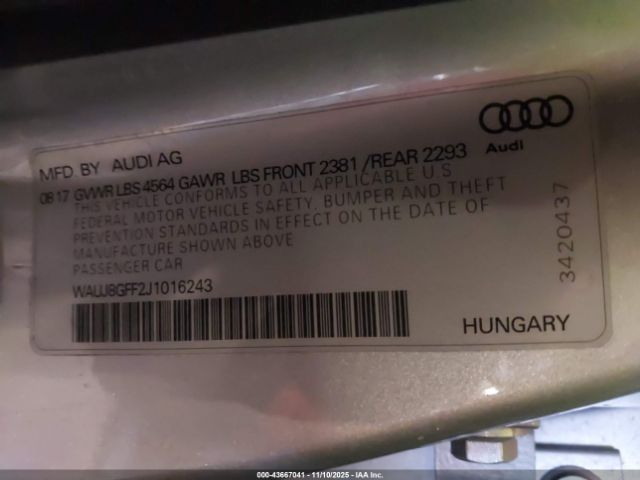 MFD. BY AUDI AG
08 17 GVWR LBS 4564 GAWR LBS FRONT 2381 /REAR 2293
THIS VEHICLE CONFORMS TO ALL APPLICABLE U.S
FEDERAL MOTOR VEHICLE SAFETY, BUMPER AND THEFT
PREVENTION STANDARDS IN EFFECT ON THE DATE OF
MANUFACTURE SHOWN ABOVE
PASSENGER CAR
WAUJ8GFF2J1016243
Audi
3420437
HUNGARY
000-43667041 - 11/10/2025 - IAA Inc.